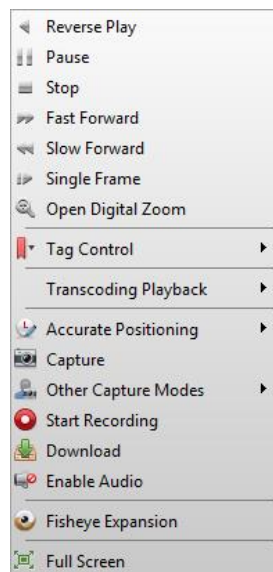 Reverse Play
Pause
Stop
Fast Forward
Slow Forward
Single Frame
Open Digital Zoom
Tag Control
Transcoding Playback
Accurate Positioning
Capture
Other Capture Modes
Start Recording
Download
Enable Audio
Fisheye Expansion
Full Screen